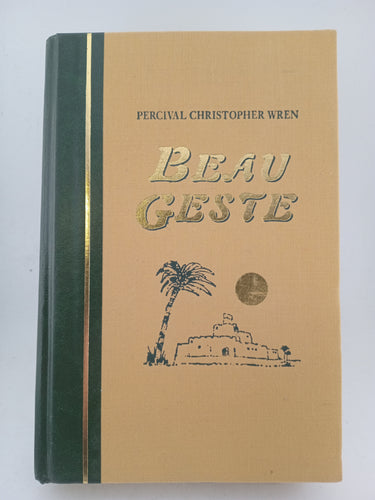 PERCIVAL CHRISTOPHER WREN
BEAU
GESTE